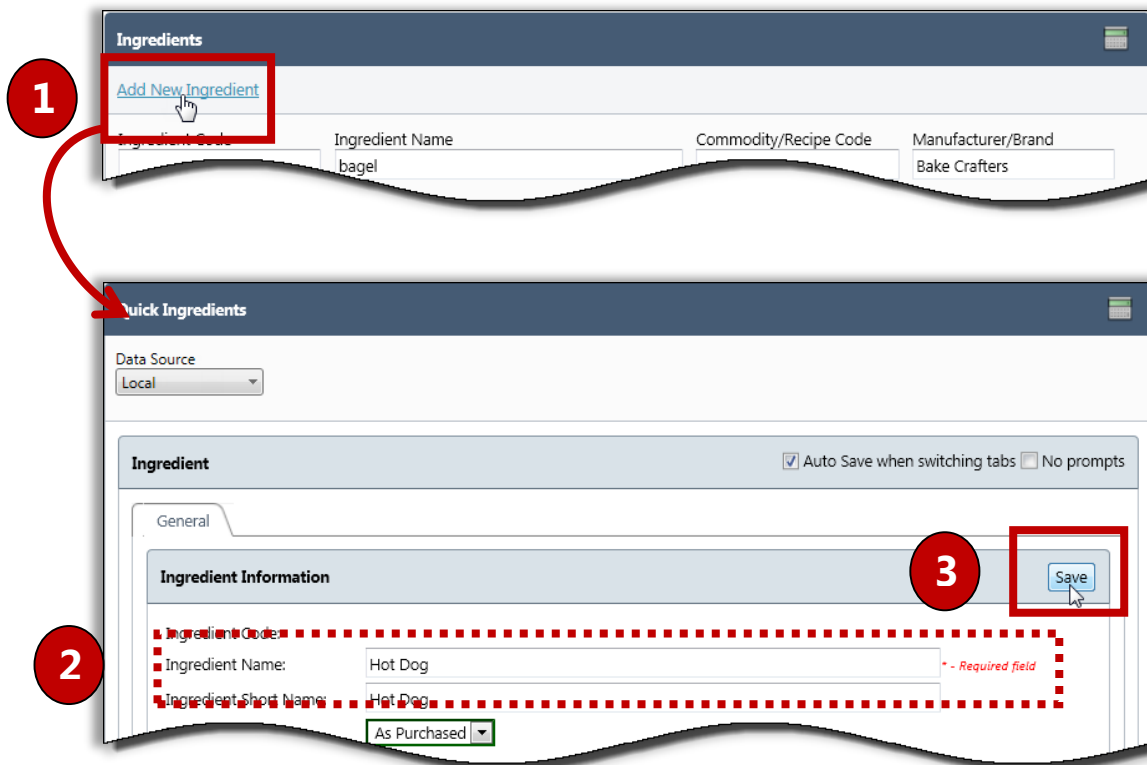 Ingredients
1
Add New Ingredient
Ingredient Code Ingredient Name Commodity/Recipe Code Manufacturer/Brand
bagel Bake Crafters
Quick Ingredients
Data Source
Local
Ingredient Auto Save when switching tabs No prompts
General
3
Ingredient Information Save
2
Ingredient Code:
Ingredient Name: Hot Dog * - Required field
Ingredient Short Name: Hot Dog
As Purchased